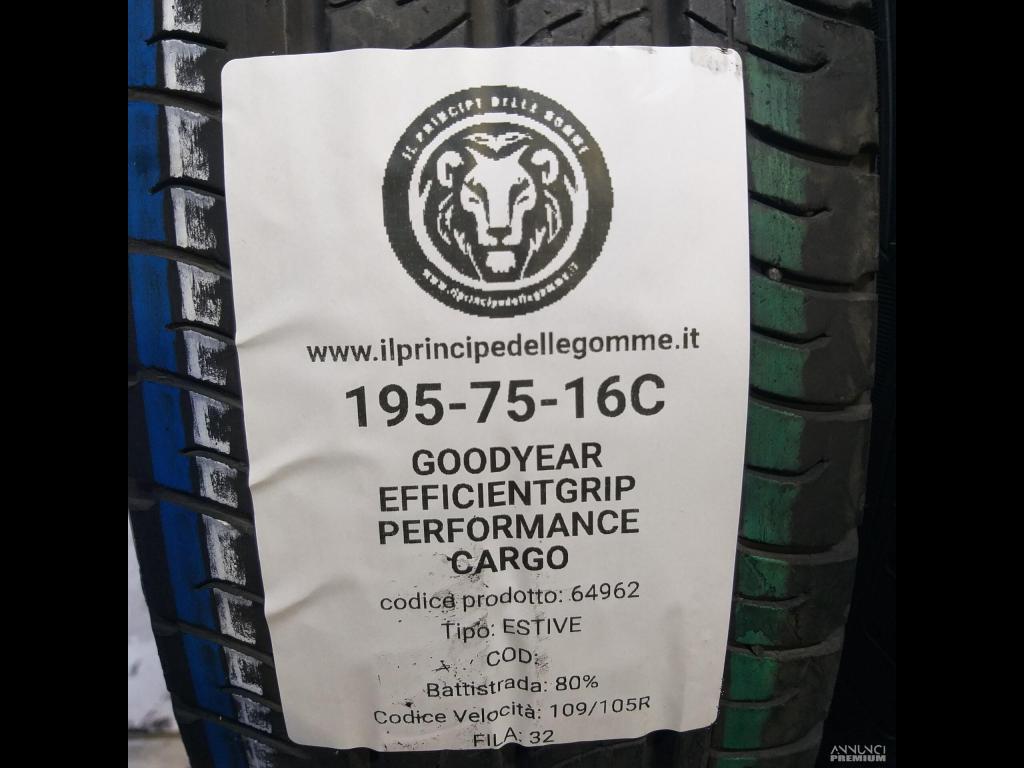 IL PRINCIPE DELLE GOMME
www.ilprincipedellegomme.it
www.ilprincipedellegomme.it
195-75-16C
GOODYEAR
EFFICIENTGRIP
PERFORMANCE
CARGO
codice prodotto: 64962
Tipo: ESTIVE
COD:
Battistrada: 80%
Codice Velocità: 109/105R
FILA: 32
ANNUNCI
PREMIUM